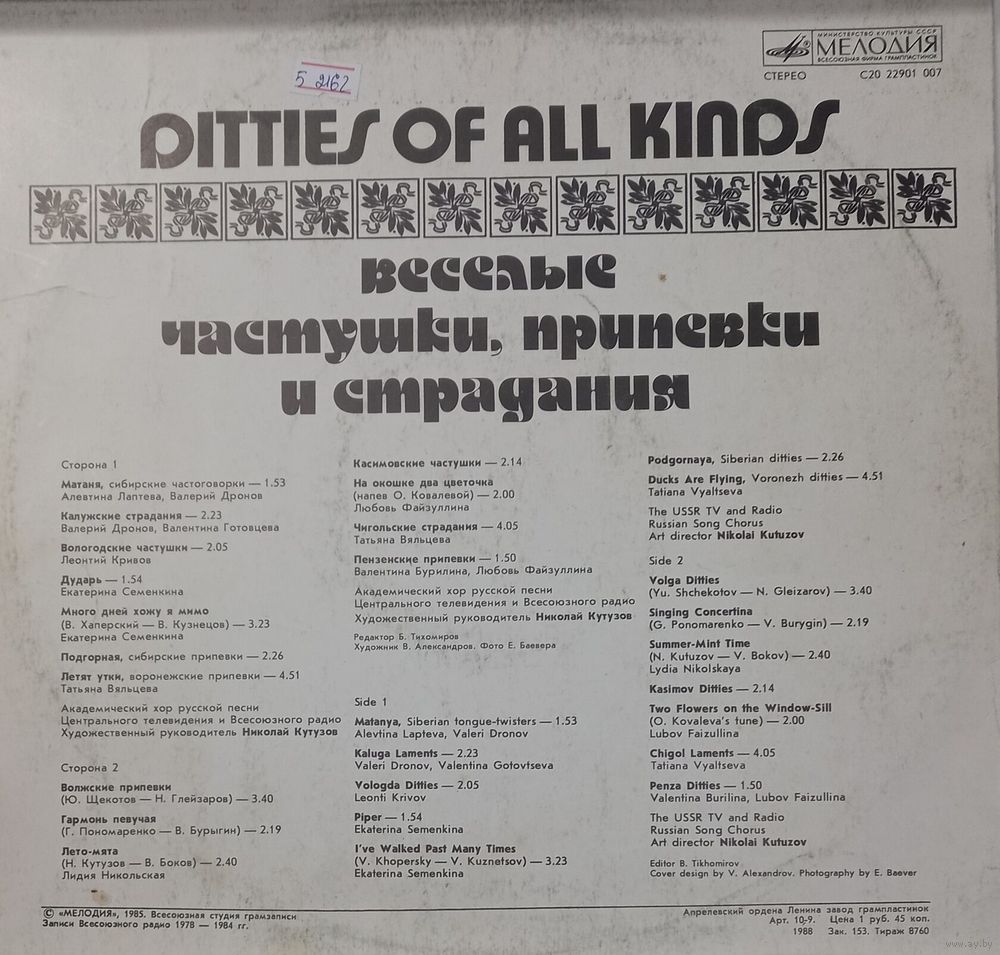 МИНИСТЕРСТВО КУЛЬТУРЫ СССР
МЕЛОДИЯ
ВСЕСОЮЗНАЯ ФИРМА ГРАМПЛАСТИНОК
СТЕРЕО С20 22901 007
5 2162
DITTIES OF ALL KINDS
веселые
частушки, припевки
и страдания
Сторона 1
Матаня, сибирские частоговорки — 1.53
Алевтина Лаптева, Валерий Дронов
Калужские страдания — 2.23
Валерий Дронов, Валентина Готовцева
Вологодские частушки — 2.05
Леонтий Кривов
Дударь — 1.54
Екатерина Семенкина
Много дней хожу я мимо
(В. Хаперский — В. Кузнецов) — 3.23
Екатерина Семенкина
Подгорная, сибирские припевки — 2.26
Летят утки, воронежские припевки — 4.51
Татьяна Вяльцева
Академический хор русской песни
Центрального телевидения и Всесоюзного радио
Художественный руководитель Николай Кутузов
Сторона 2
Волжские припевки
(Ю. Щекотов — Н. Глейзаров) — 3.40
Гармонь певучая
(Г. Пономаренко — В. Бурыгин) — 2.19
Лето-мята
(Н. Кутузов — В. Боков) — 2.40
Лидия Никольская
Касимовские частушки — 2.14
На окошке два цветочка
(напев О. Ковалевой) — 2.00
Любовь Файзуллина
Чигольские страдания — 4.05
Татьяна Вяльцева
Пензенские припевки — 1.50
Валентина Бурилина, Любовь Файзуллина
Академический хор русской песни
Центрального телевидения и Всесоюзного радио
Художественный руководитель Николай Кутузов
Редактор Б. Тихомиров
Художник В. Александров. Фото Е. Баевера
Side 1
Matanya, Siberian tongue-twisters — 1.53
Alevtina Lapteva, Valeri Dronov
Kaluga Laments — 2.23
Valeri Dronov, Valentina Gotovtseva
Vologda Ditties — 2.05
Leonti Krivov
Piper — 1.54
Ekaterina Semenkina
I've Walked Past Many Times
(V. Khopersky — V. Kuznetsov) — 3.23
Ekaterina Semenkina
Podgornaya, Siberian ditties — 2.26
Ducks Are Flying, Voronezh ditties — 4.51
Tatiana Vyaltseva
The USSR TV and Radio
Russian Song Chorus
Art director Nikolai Kutuzov
Side 2
Volga Ditties
(Yu. Shchekotov — N. Gleizarov) — 3.40
Singing Concertina
(G. Ponomarenko — V. Burygin) — 2.19
Summer-Mint Time
(N. Kutuzov — V. Bokov) — 2.40
Lydia Nikolskaya
Kasimov Ditties — 2.14
Two Flowers on the Window-Sill
(O. Kovaleva's tune) — 2.00
Lubov Faizullina
Chigol Laments — 4.05
Tatiana Vyaltseva
Penza Ditties — 1.50
Valentina Burilina, Lubov Faizullina
The USSR TV and Radio
Russian Song Chorus
Art director Nikolai Kutuzov
Editor B. Tikhomirov
Cover design by V. Alexandrov. Photography by E. Baever
© «МЕЛОДИЯ», 1985. Всесоюзная студия грамзаписи
Записи Всесоюзного радио 1978 — 1984 гг.
Апрелевский ордена Ленина завод грампластинок
Арт. 10-9. Цена 1 руб. 45 коп.
1988 Зак. 153. Тираж 8760
www.ay.by